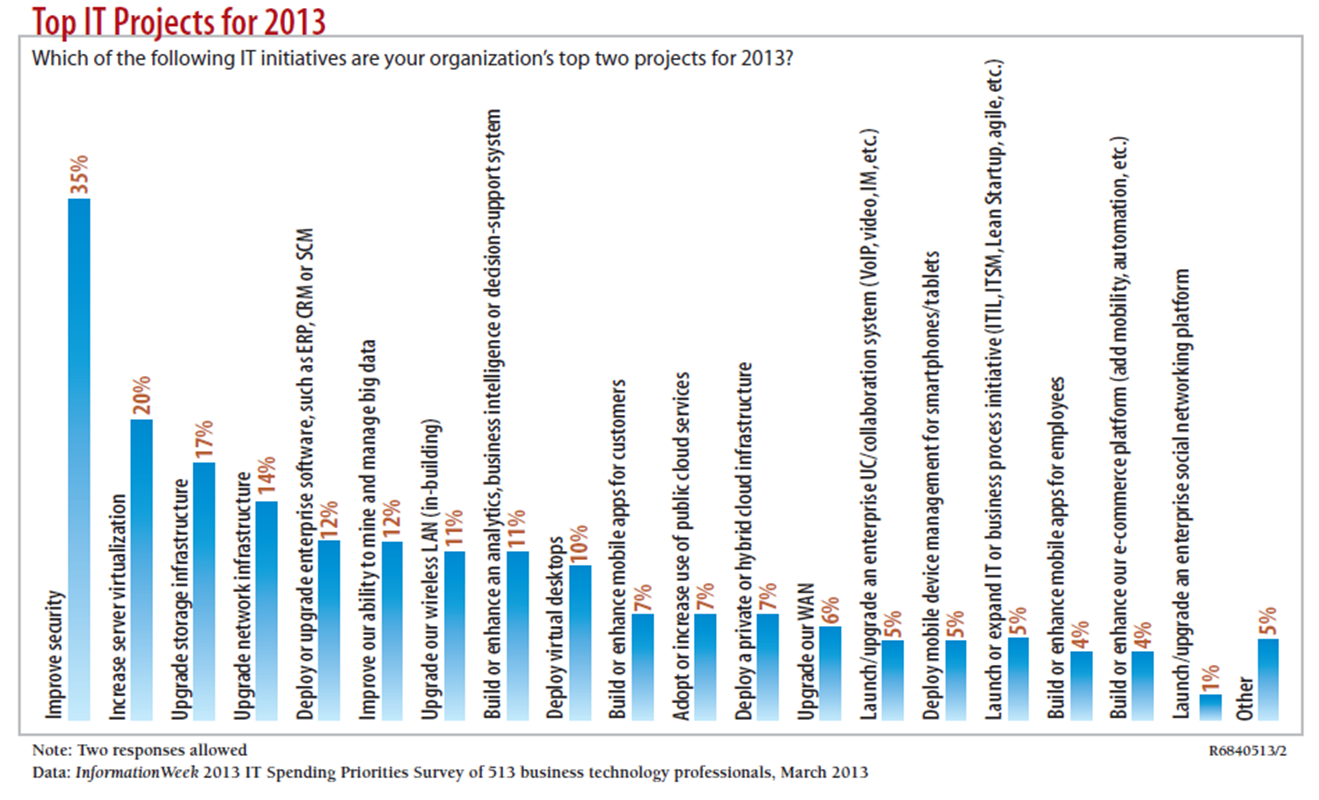 Top IT Projects for 2013
Which of the following IT initiatives are your organization's top two projects for 2013?
Improve security
35%
Increase server virtualization
20%
Upgrade storage infrastructure
17%
Upgrade network infrastructure
14%
Deploy or upgrade enterprise software, such as ERP, CRM or SCM
12%
Improve our ability to mine and manage big data
12%
Upgrade our wireless LAN (in-building)
11%
Build or enhance an analytics, business intelligence or decision-support system
11%
Deploy virtual desktops
10%
Build or enhance mobile apps for customers
7%
Adopt or increase use of public cloud services
7%
Deploy a private or hybrid cloud infrastructure
7%
Upgrade our WAN
6%
Launch/upgrade an enterprise UC/collaboration system (VoIP, video, IM, etc.)
5%
Deploy mobile device management for smartphones/tablets
5%
Launch or expand IT or business process initiative (ITIL, ITSM, Lean Startup, agile, etc.)
5%
Build or enhance mobile apps for employees
4%
Build or enhance our e-commerce platform (add mobility, automation, etc.)
4%
Launch/upgrade an enterprise social networking platform
1%
Other
5%
Note: Two responses allowed
R6840513/2
Data: InformationWeek 2013 IT Spending Priorities Survey of 513 business technology professionals, March 2013